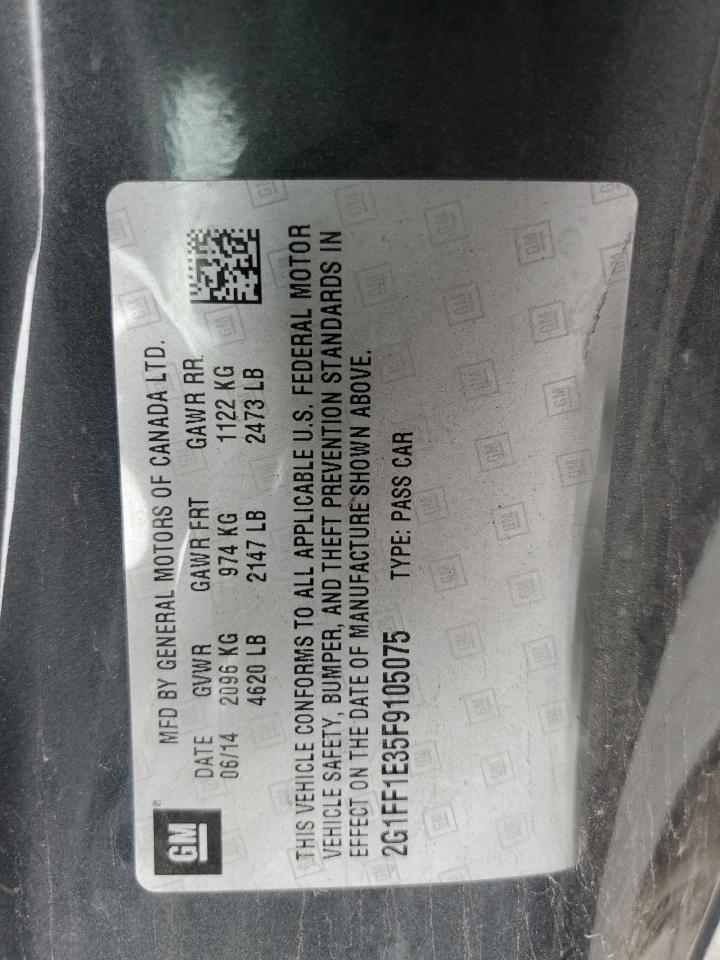 GM®
MFD BY GENERAL MOTORS OF CANADA LTD.
DATE GVWR GAWR FRT GAWR RR.
06/14 2096 KG 974 KG 1122 KG
4620 LB 2147 LB 2473 LB
THIS VEHICLE CONFORMS TO ALL APPLICABLE U.S. FEDERAL MOTOR
VEHICLE SAFETY, BUMPER, AND THEFT PREVENTION STANDARDS IN
EFFECT ON THE DATE OF MANUFACTURE SHOWN ABOVE.
2G1FF1E35F9105075 TYPE: PASS CAR